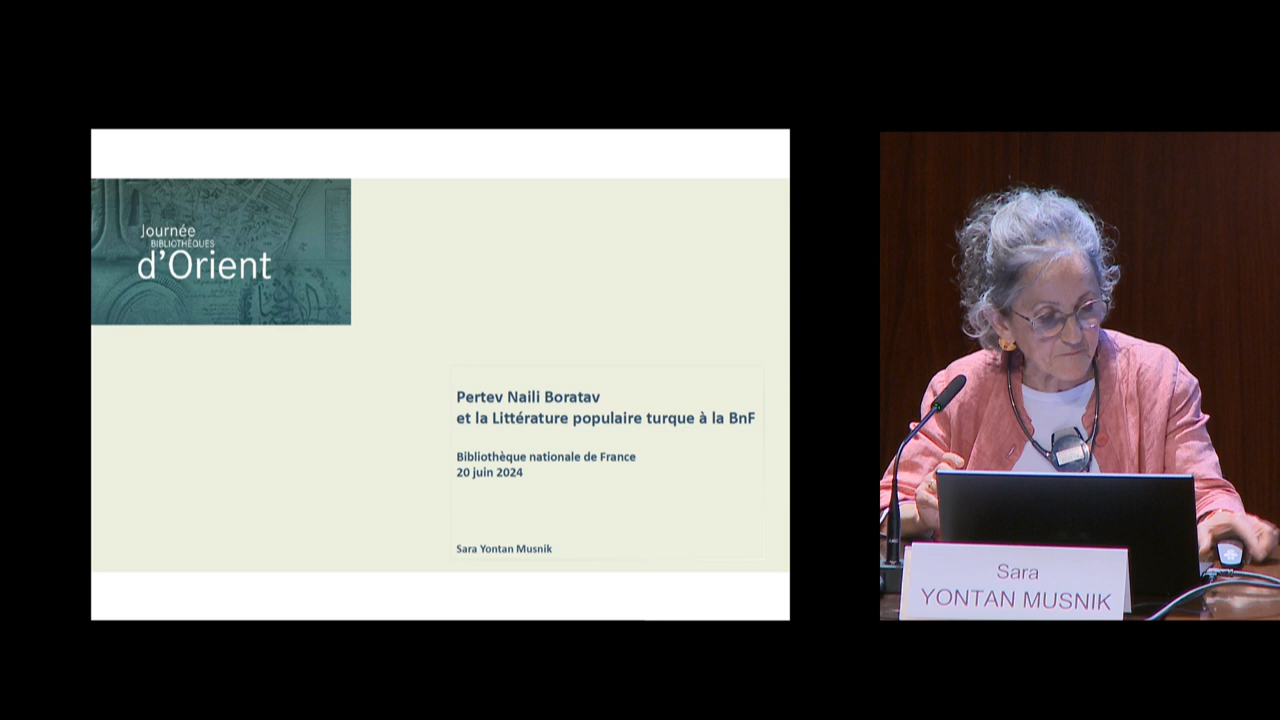 Journée
BIBLIOTHÈQUES
d'Orient
Pertev Naili Boratav
et la Littérature populaire turque à la BnF
Bibliothèque nationale de France
20 juin 2024
Sara Yontan Musnik
Sara
YONTAN MUSNIK